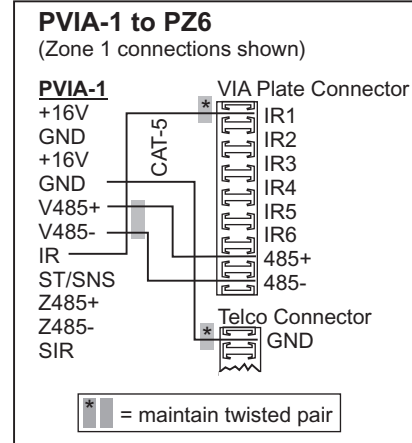 PVIA-1 to PZ6
(Zone 1 connections shown)
PVIA-1
+16V
GND
+16V
GND
V485+
V485-
IR
ST/SNS
Z485+
Z485-
SIR
CAT-5
VIA Plate Connector
*
IR1
IR2
IR3
IR4
IR5
IR6
485+
485-
Telco Connector
*
GND
* = maintain twisted pair